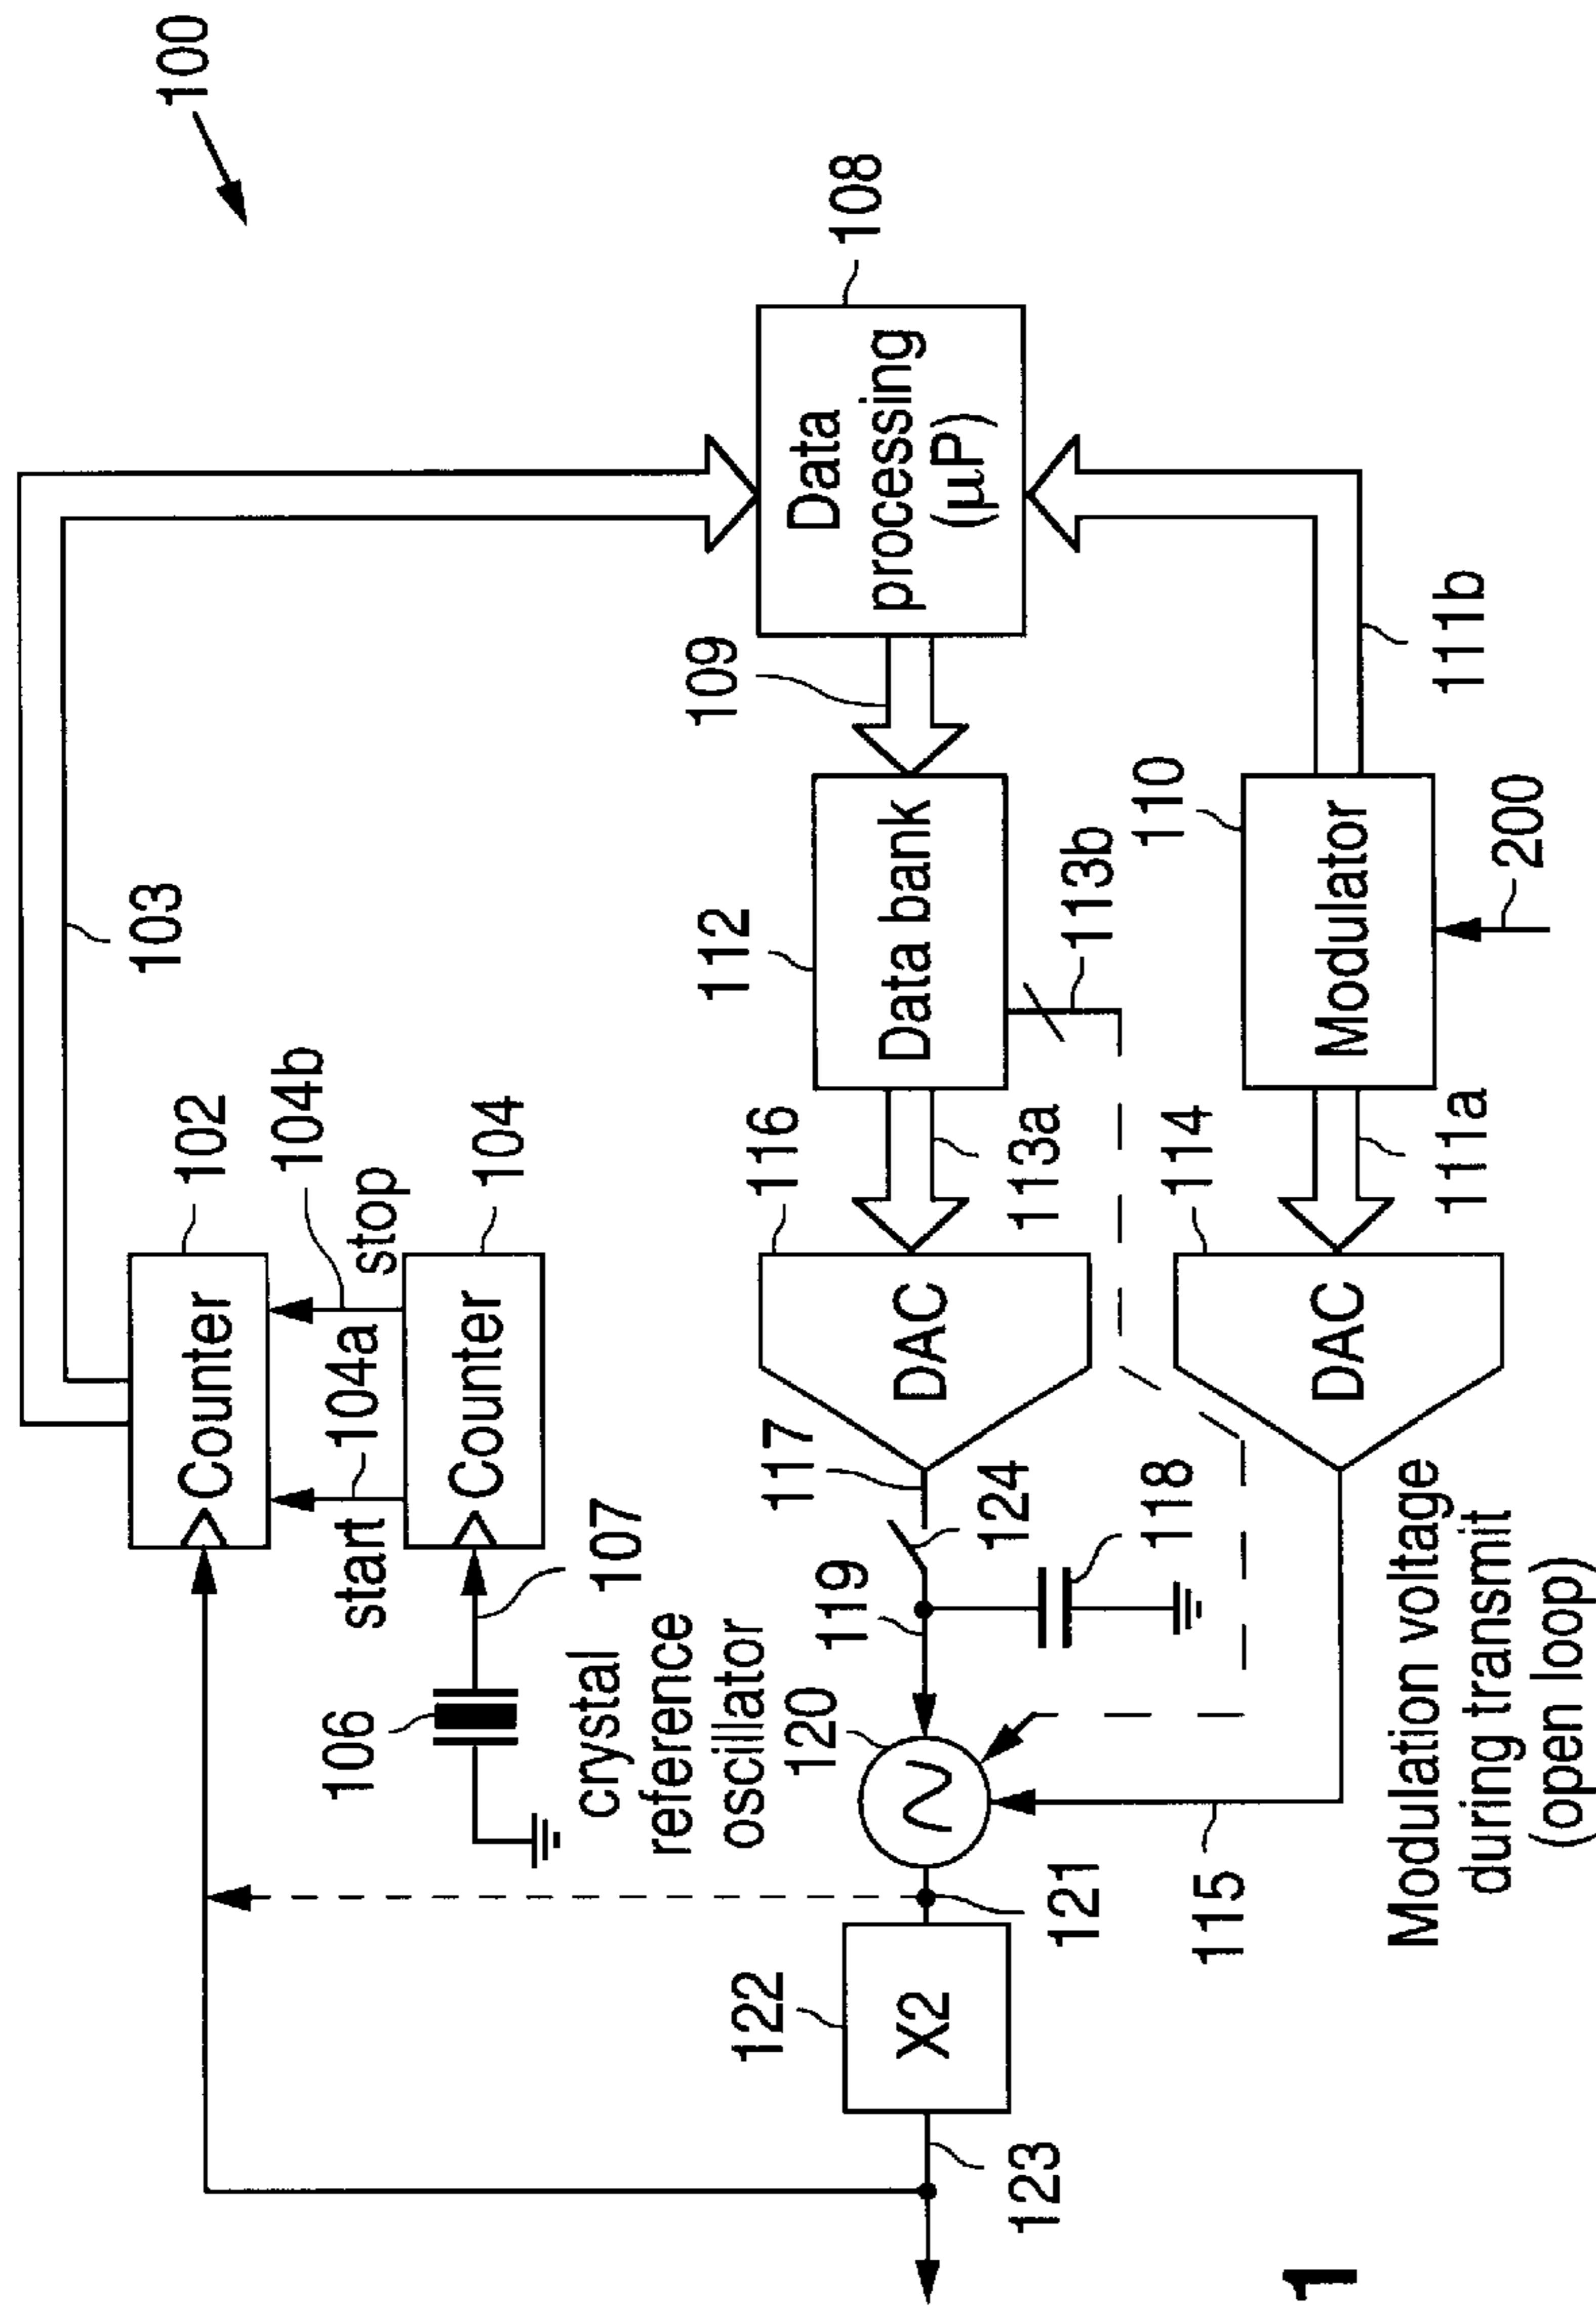 100
103
102
Counter
104b
stop
104a
start
104
Counter
107
106
crystal
reference
oscillator
108
Data
processing
(µP)
109
112
Data bank
113b
113a
116
DAC
117
124
119
118
120
121
122
X2
123
110
Modulator
200
111b
111a
114
DAC
115
Modulation voltage
during transmit
(open loop)
1